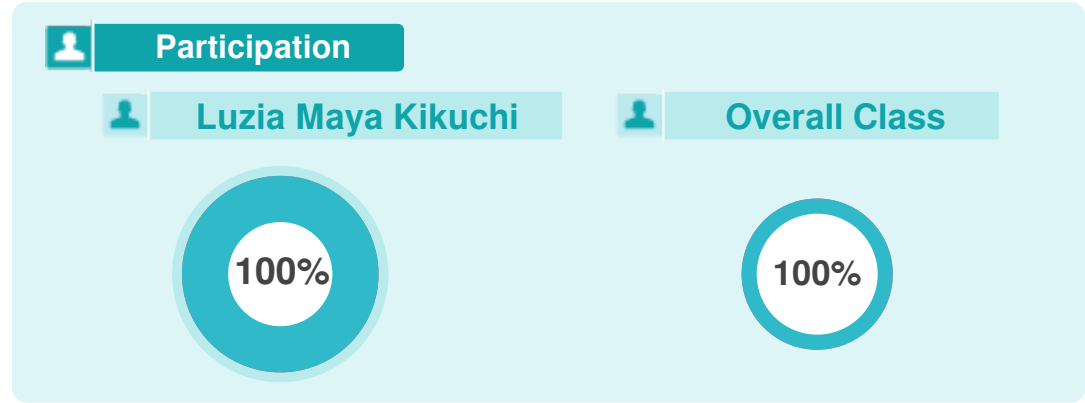 Participation
Luzia Maya Kikuchi
Overall Class
100%
100%